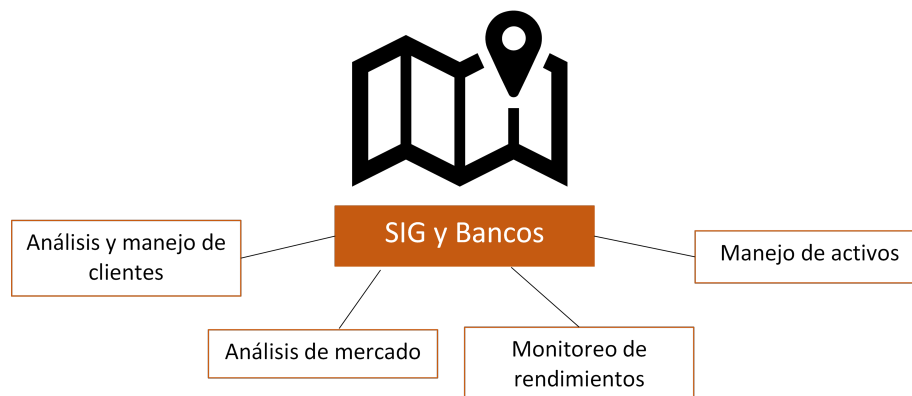 SIG y Bancos
Análisis y manejo de
clientes
Manejo de activos
Análisis de mercado
Monitoreo de
rendimientos